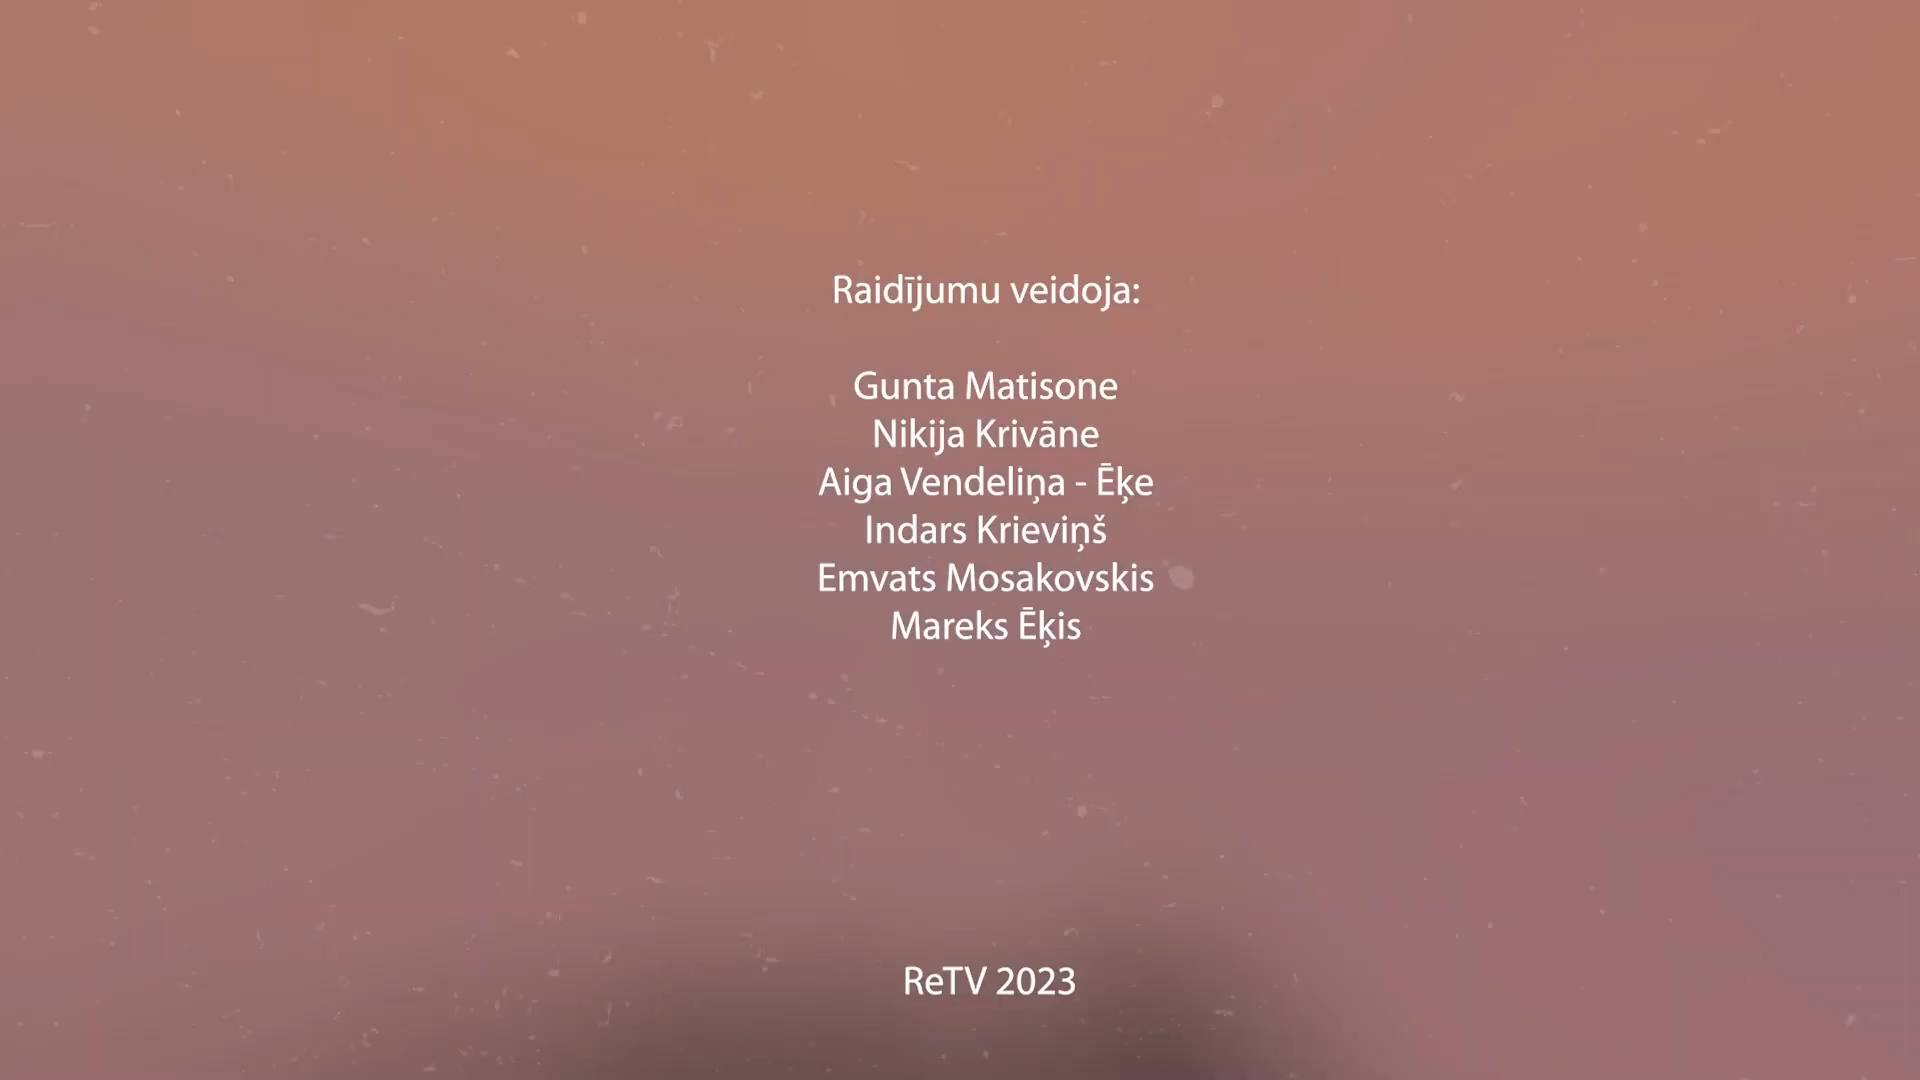 Raidījumu veidoja:
Gunta Matisone
Nikija Krivāne
Aiga Vendeliņa - Ēķe
Indars Krieviņš
Emvats Mosakovskis
Mareks Ēķis
ReTV 2023